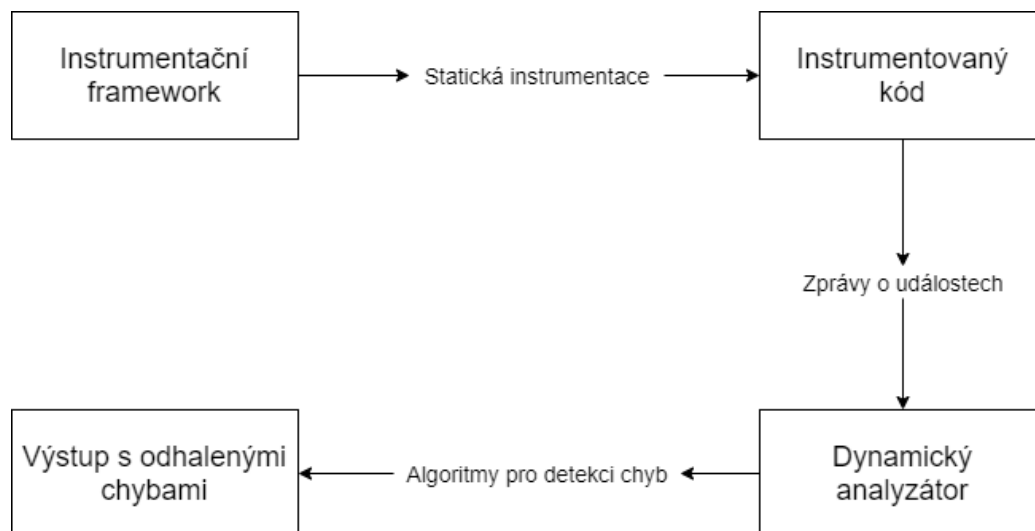 Instrumentační
framework
Statická instrumentace
Instrumentovaný
kód
Zprávy o událostech
Dynamický
analyzátor
Algoritmy pro detekci chyb
Výstup s odhalenými
chybami